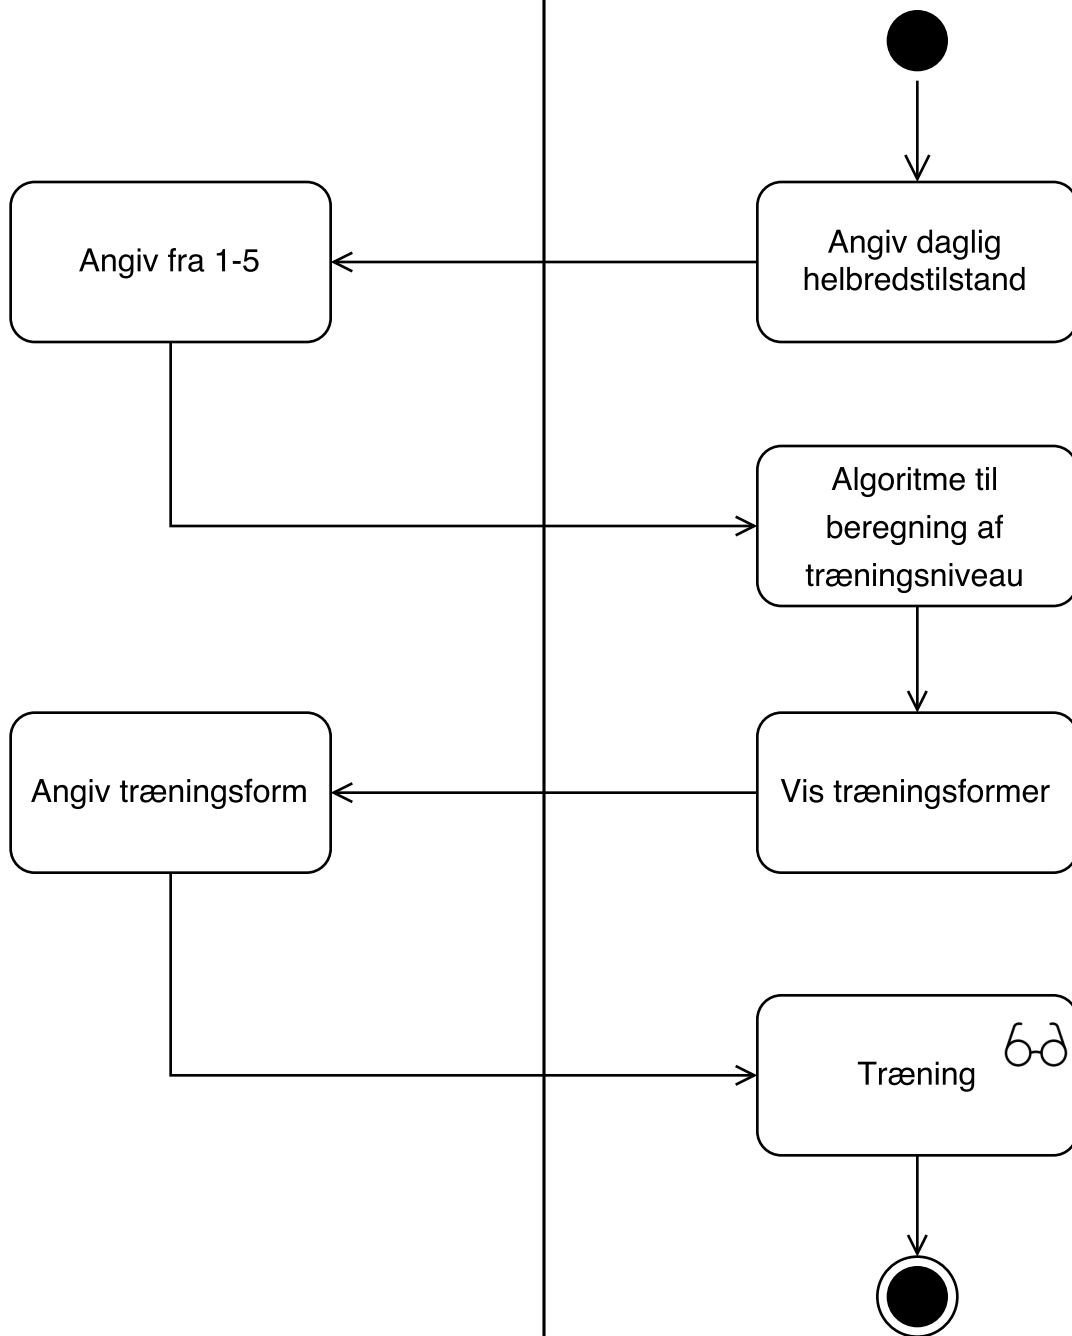 Angiv daglig
helbredstilstand
Angiv fra 1-5
Algoritme til
beregning af
træningsniveau
Vis træningsformer
Angiv træningsform
Træning